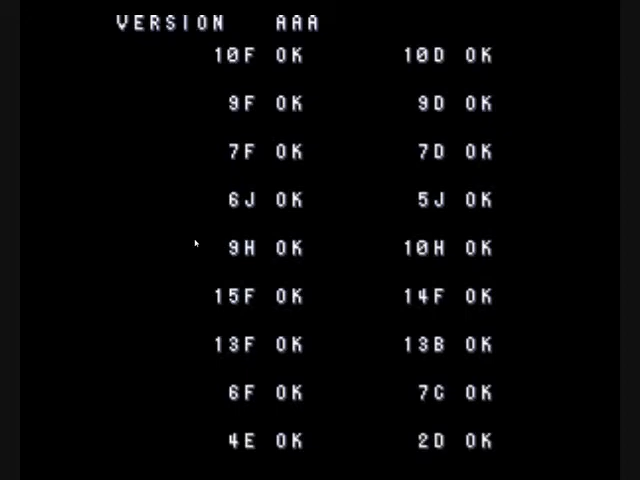 VERSION AAA
10F OK 10D OK
9F OK 9D OK
7F OK 7D OK
6J OK 5J OK
9H OK 10H OK
15F OK 14F OK
13F OK 13B OK
6F OK 7C OK
4E OK 2D OK